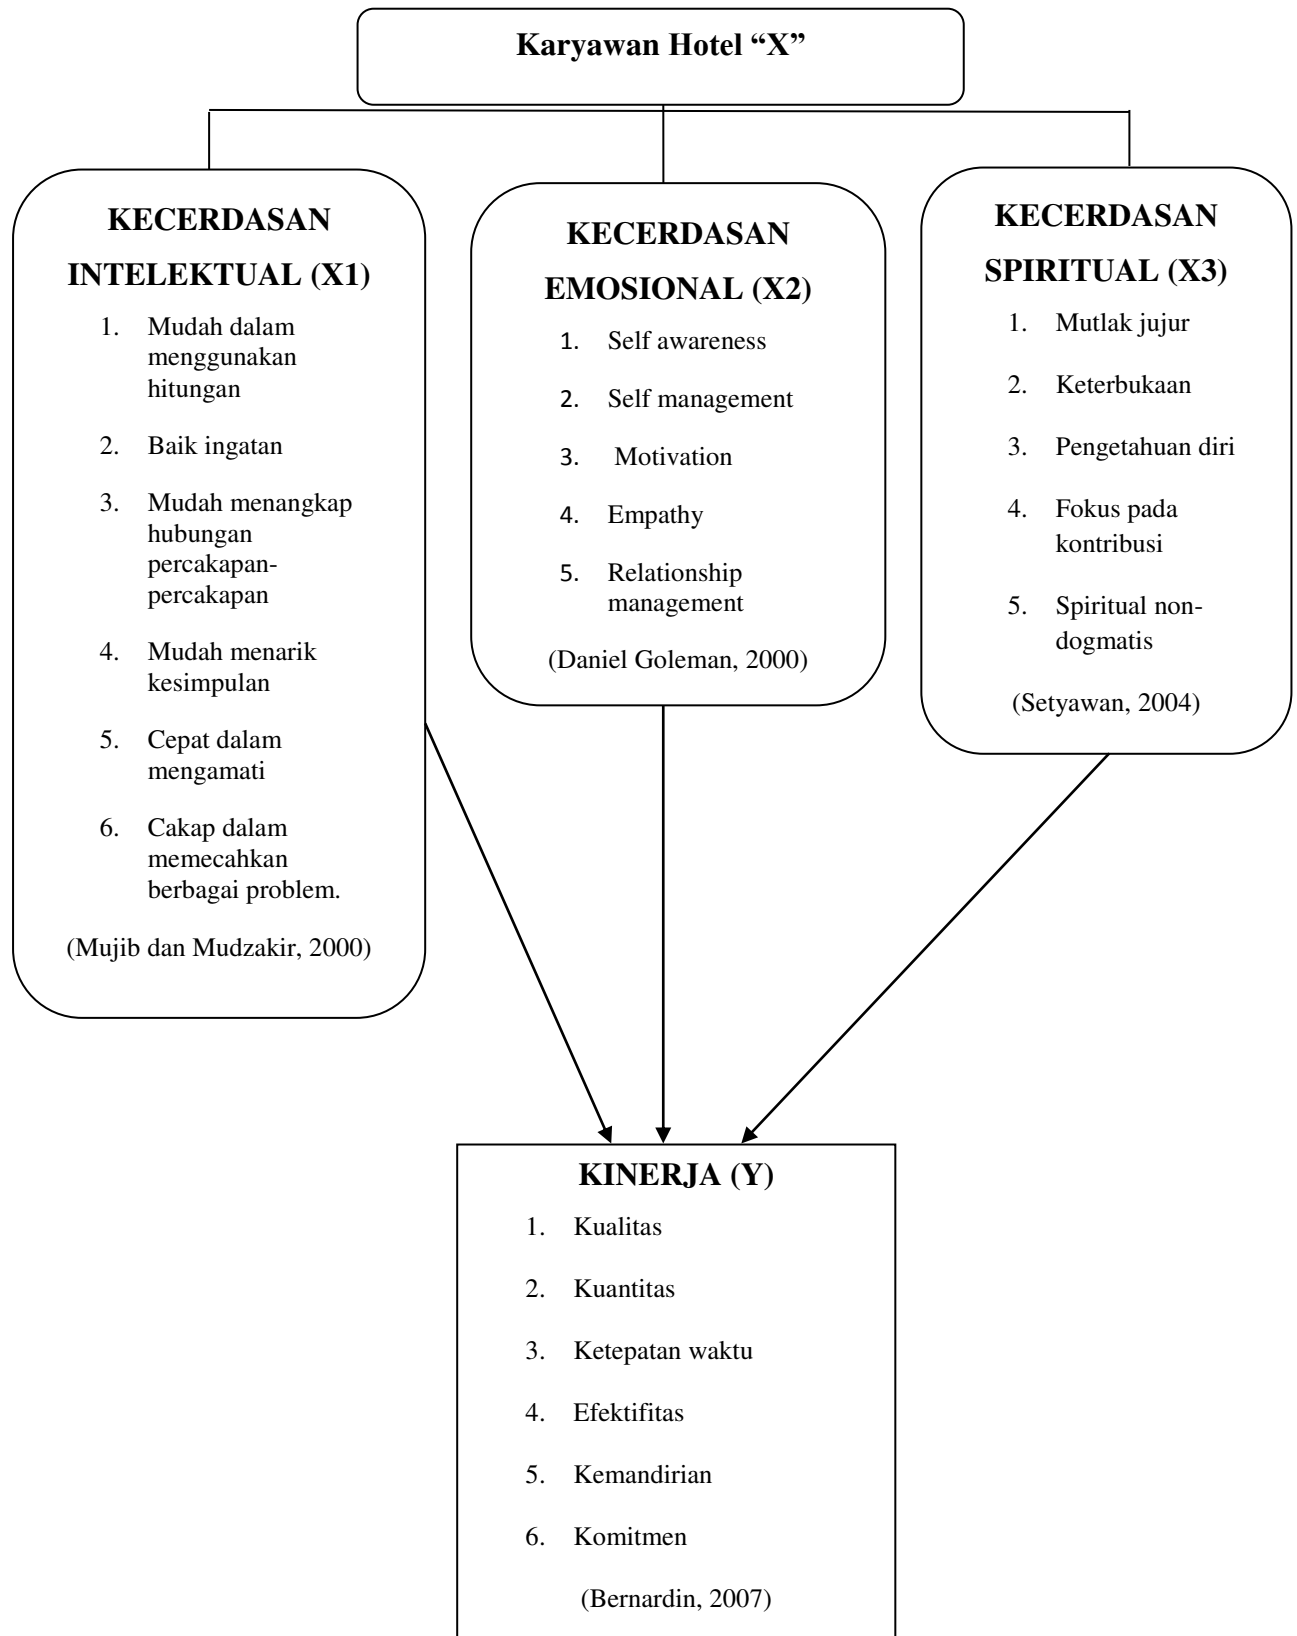 Karyawan Hotel “X”
KECERDASAN
INTELEKTUAL (X1)
1. Mudah dalam
menggunakan
hitungan
2. Baik ingatan
3. Mudah menangkap
hubungan
percakapan-
percakapan
4. Mudah menarik
kesimpulan
5. Cepat dalam
mengamati
6. Cakap dalam
memecahkan
berbagai problem.
(Mujib dan Mudzakir, 2000)
KECERDASAN
EMOSIONAL (X2)
1. Self awareness
2. Self management
3. Motivation
4. Empathy
5. Relationship
management
(Daniel Goleman, 2000)
KECERDASAN
SPIRITUAL (X3)
1. Mutlak jujur
2. Keterbukaan
3. Pengetahuan diri
4. Fokus pada
kontribusi
5. Spiritual non-
dogmatis
(Setyawan, 2004)
KINERJA (Y)
1. Kualitas
2. Kuantitas
3. Ketepatan waktu
4. Efektifitas
5. Kemandirian
6. Komitmen
(Bernardin, 2007)